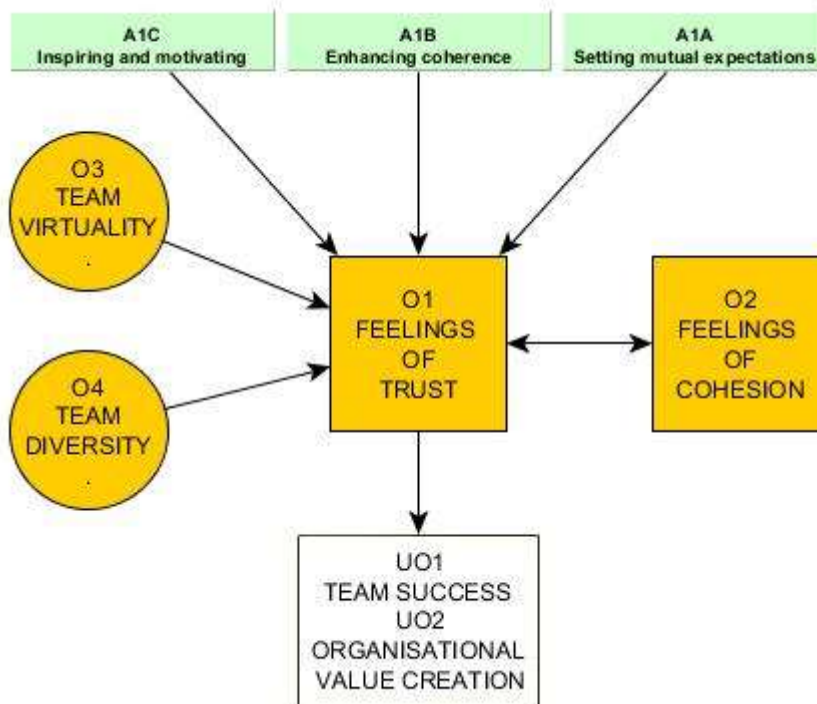 A1C
Inspiring and motivating
A1B
Enhancing coherence
A1A
Setting mutual expectations
O3
TEAM
VIRTUALITY
.
O1
FEELINGS
OF
TRUST
O2
FEELINGS
OF
COHESION
O4
TEAM
DIVERSITY
.
UO1
TEAM SUCCESS
UO2
ORGANISATIONAL
VALUE CREATION